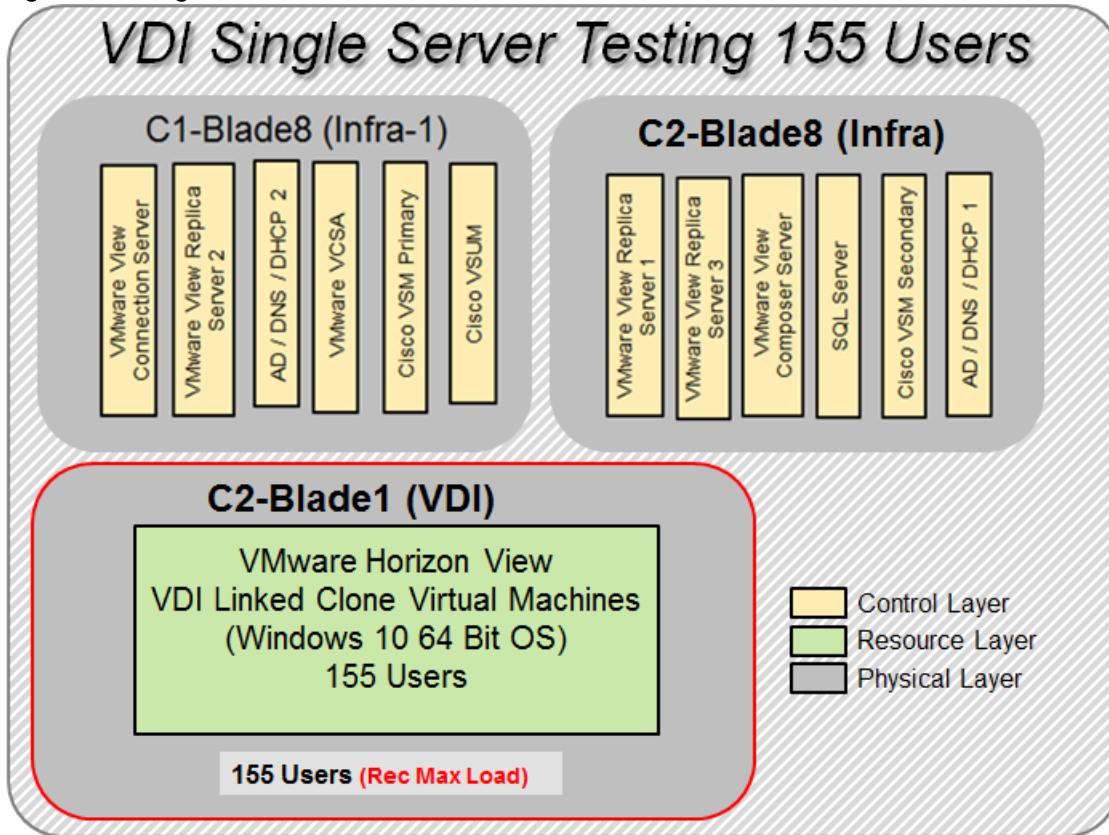 VDI Single Server Testing 155 Users
C1-Blade8 (Infra-1)
VMware View
Connection Server
VMware View Replica
Server 2
AD / DNS / DHCP 2
VMware VCSA
Cisco VSM Primary
Cisco VSUM
C2-Blade8 (Infra)
VMware View Replica
Server 1
VMware View Replica
Server 3
VMware View
Composer Server
SQL Server
Cisco VSM Secondary
AD / DNS / DHCP 1
C2-Blade1 (VDI)
VMware Horizon View
VDI Linked Clone Virtual Machines
(Windows 10 64 Bit OS)
155 Users
155 Users (Rec Max Load)
Control Layer
Resource Layer
Physical Layer